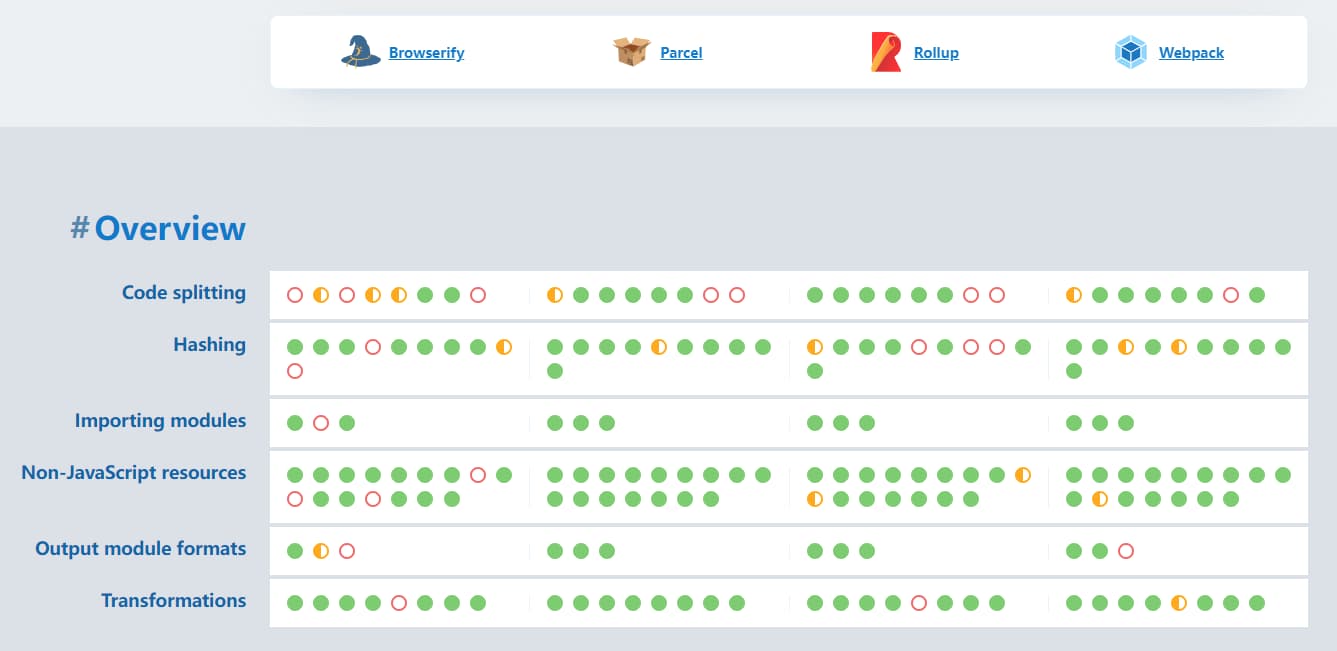 Browserify Parcel Rollup Webpack
#Overview
Code splitting
Hashing
Importing modules
Non-JavaScript resources
Output module formats
Transformations